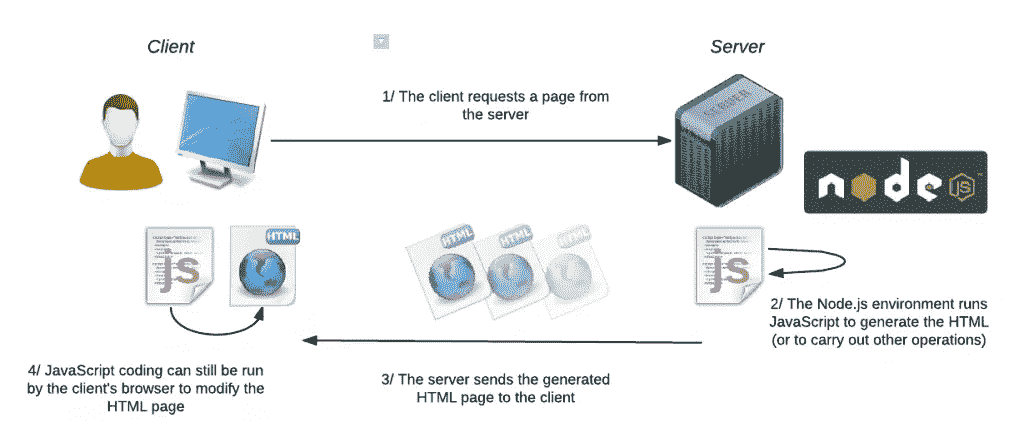 Client
Server
1/ The client requests a page from
the server
SERVER
node
JS
™
JS
HTML
HTML
HTML
HTML
JS
2/ The Node.js environment runs
JavaScript to generate the HTML
(or to carry out other operations)
4/ JavaScript coding can still be run
by the client's browser to modify the
HTML page
3/ The server sends the generated
HTML page to the client